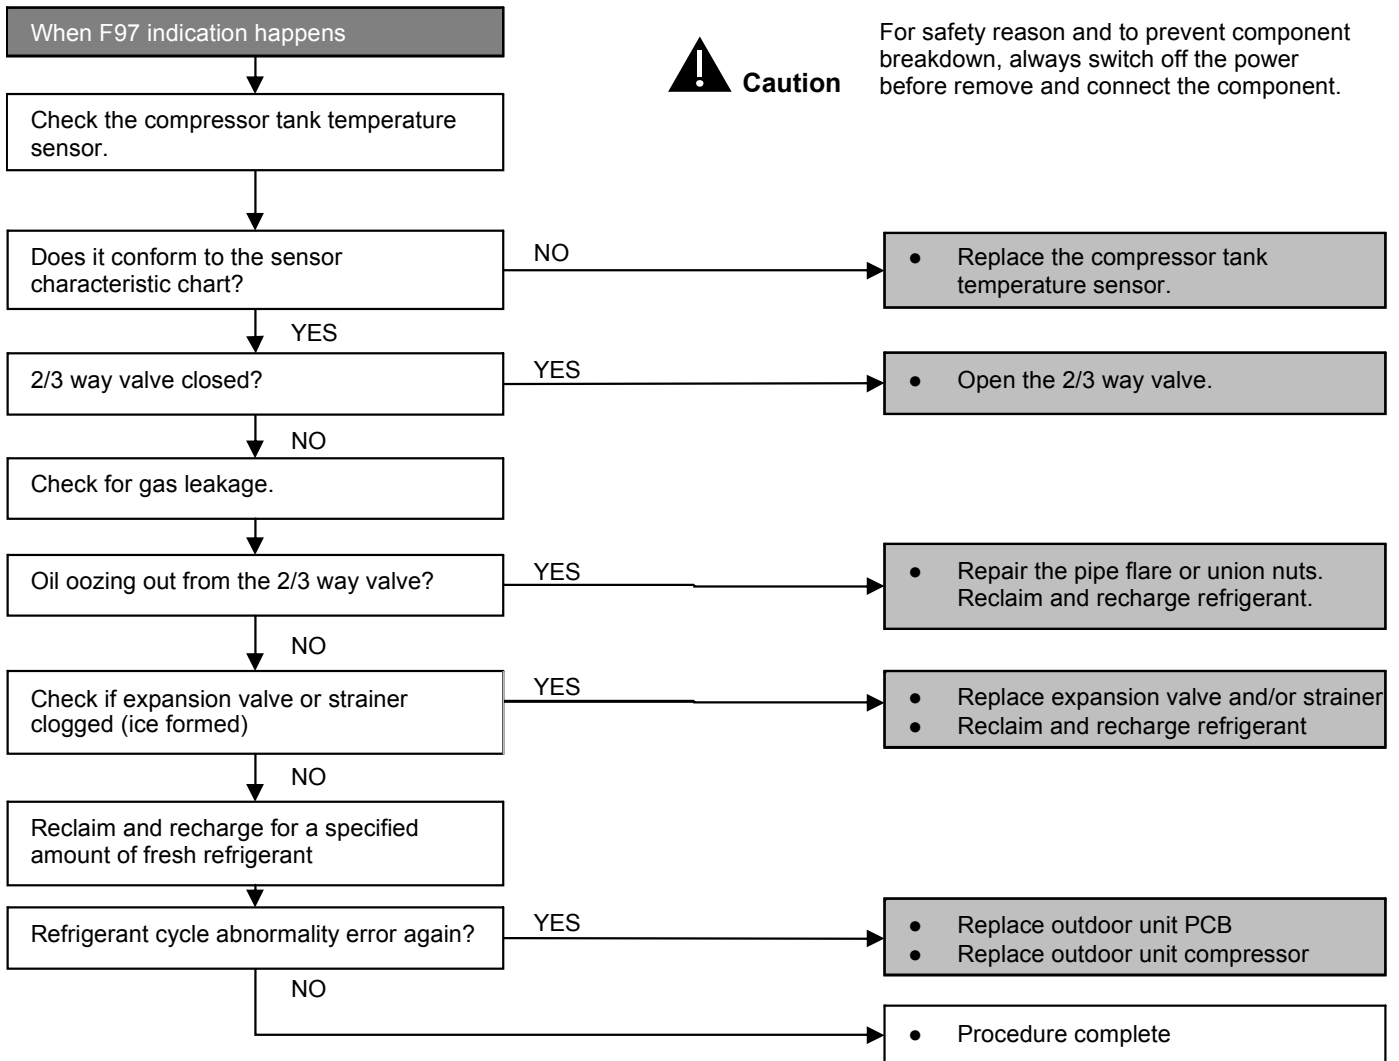 When F97 indication happens
Caution
For safety reason and to prevent component
breakdown, always switch off the power
before remove and connect the component.
Check the compressor tank temperature
sensor.
Does it conform to the sensor
characteristic chart?
NO
● Replace the compressor tank
temperature sensor.
YES
2/3 way valve closed?
YES
● Open the 2/3 way valve.
NO
Check for gas leakage.
Oil oozing out from the 2/3 way valve?
YES
● Repair the pipe flare or union nuts.
Reclaim and recharge refrigerant.
NO
Check if expansion valve or strainer
clogged (ice formed)
YES
● Replace expansion valve and/or strainer
● Reclaim and recharge refrigerant
NO
Reclaim and recharge for a specified
amount of fresh refrigerant
Refrigerant cycle abnormality error again?
YES
● Replace outdoor unit PCB
● Replace outdoor unit compressor
NO
● Procedure complete